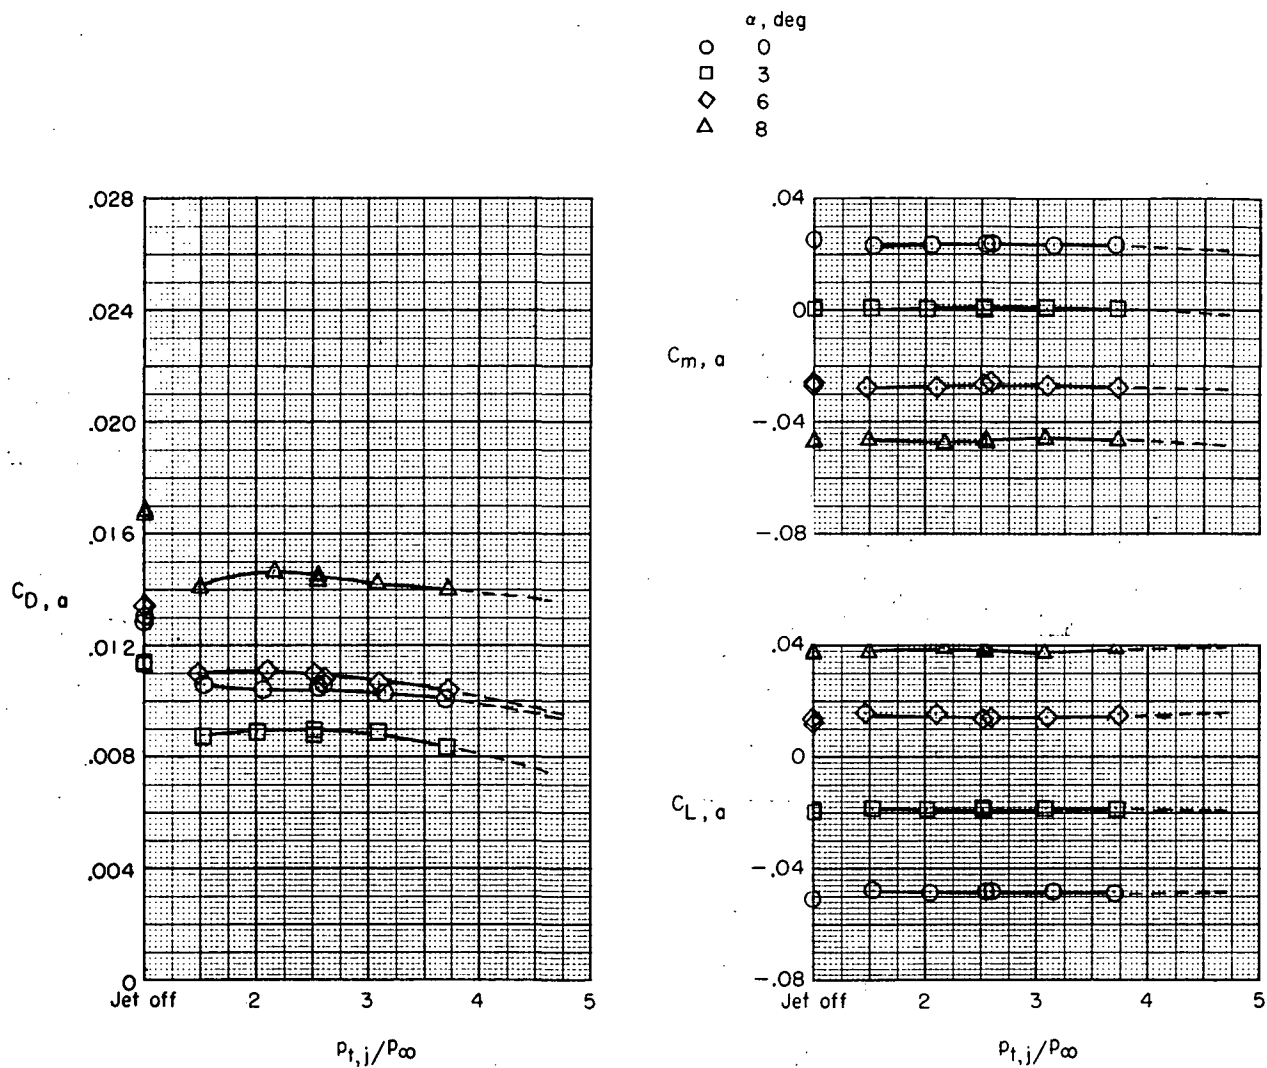 α, deg
○ 0
□ 3
◇ 6
△ 8
.028
.024
.020
.016
.012
.008
.004
0
C_D, a
Jet off 2 3 4 5
p_t,j/p_∞
.04
0
-.04
-.08
C_m, a
.04
0
-.04
-.08
C_L, a
Jet off 2 3 4 5
p_t,j/p_∞